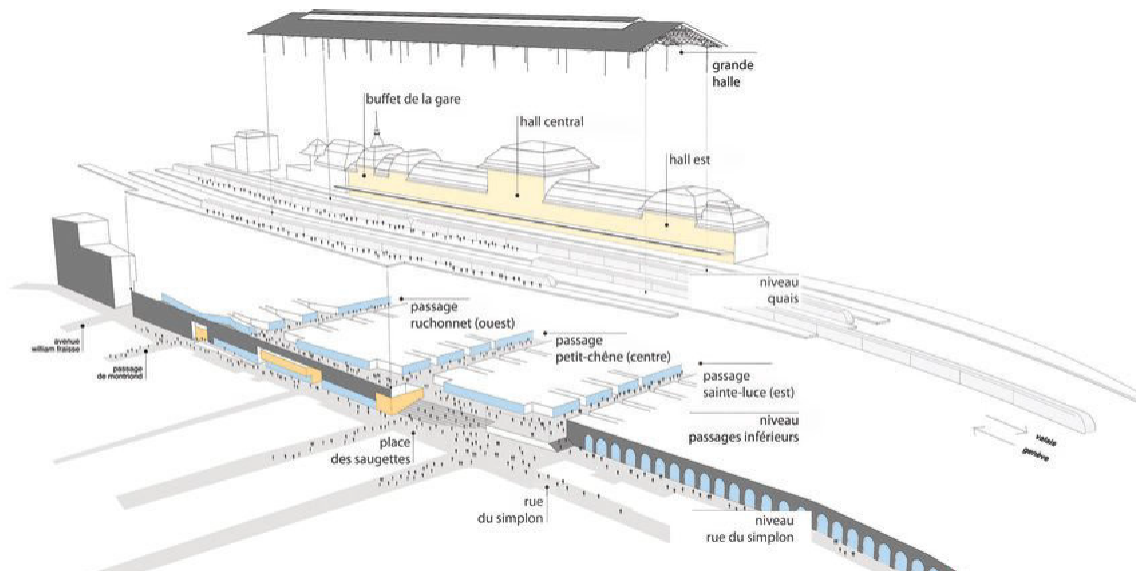 grande
halle
buffet de la gare
hall central
hall est
niveau
quais
passage
ruchonnet (ouest)
passage
petit-chêne (centre)
passage
sainte-luce (est)
niveau
passages inférieurs
avenue
william fraisse
passage
de montriond
place
des saugettes
rue
du simplon
niveau
rue du simplon
valais
genève